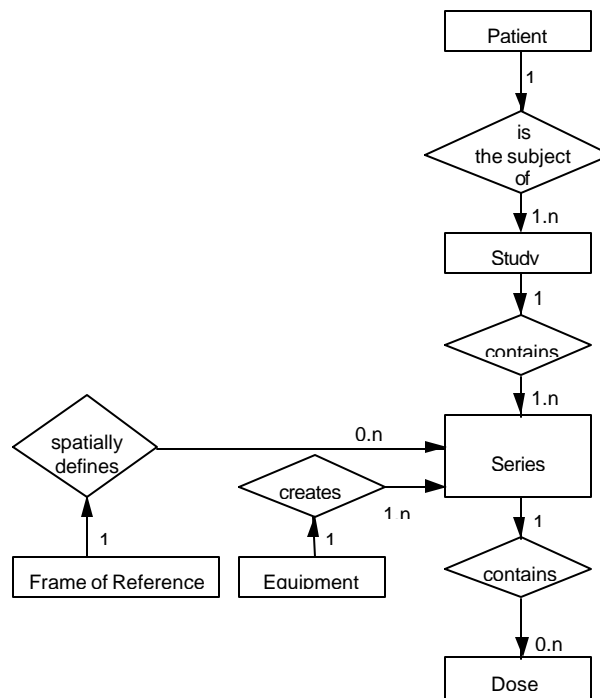 Patient
1
is
the subject
of
1.n
Study
1
contains
1.n
spatially
defines
0.n
Series
creates
1.n
1
1
1
Frame of Reference
Equipment
contains
0.n
Dose